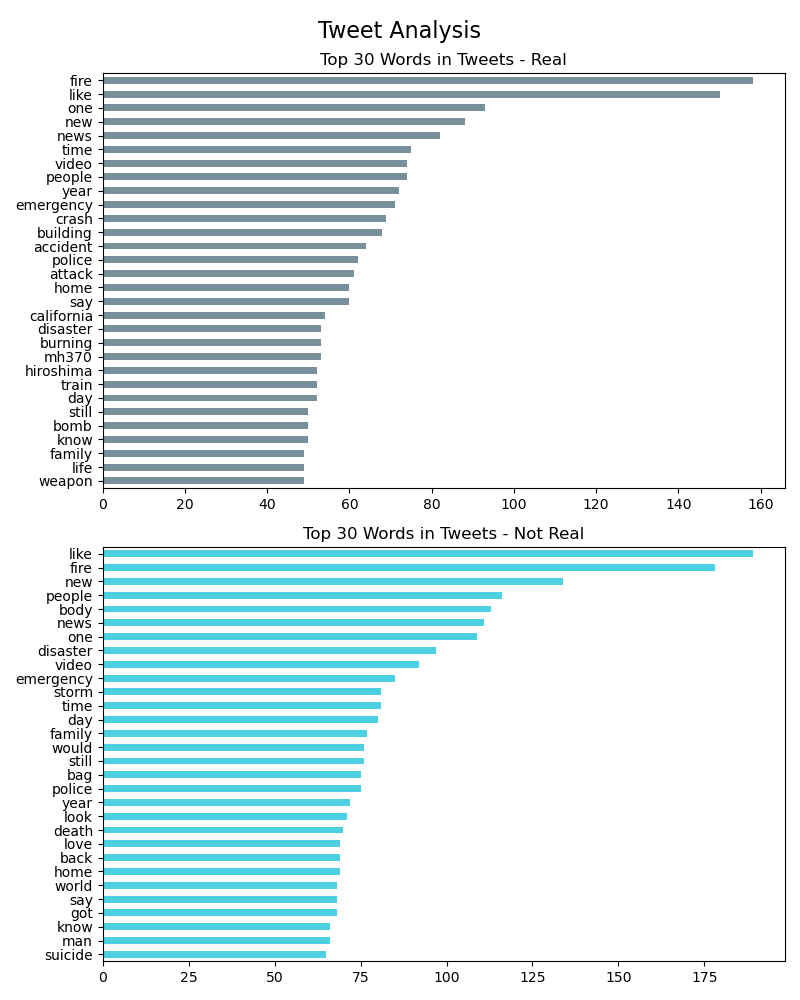 Tweet Analysis
Top 30 Words in Tweets - Real
fire
like
one
new
news
time
video
people
year
emergency
crash
building
accident
police
attack
home
say
california
disaster
burning
mh370
hiroshima
train
day
still
bomb
know
family
life
weapon
0 20 40 60 80 100 120 140 160
Top 30 Words in Tweets - Not Real
like
fire
new
people
body
news
one
disaster
video
emergency
storm
time
day
family
would
still
bag
police
year
look
death
love
back
home
world
say
got
know
man
suicide
0 25 50 75 100 125 150 175